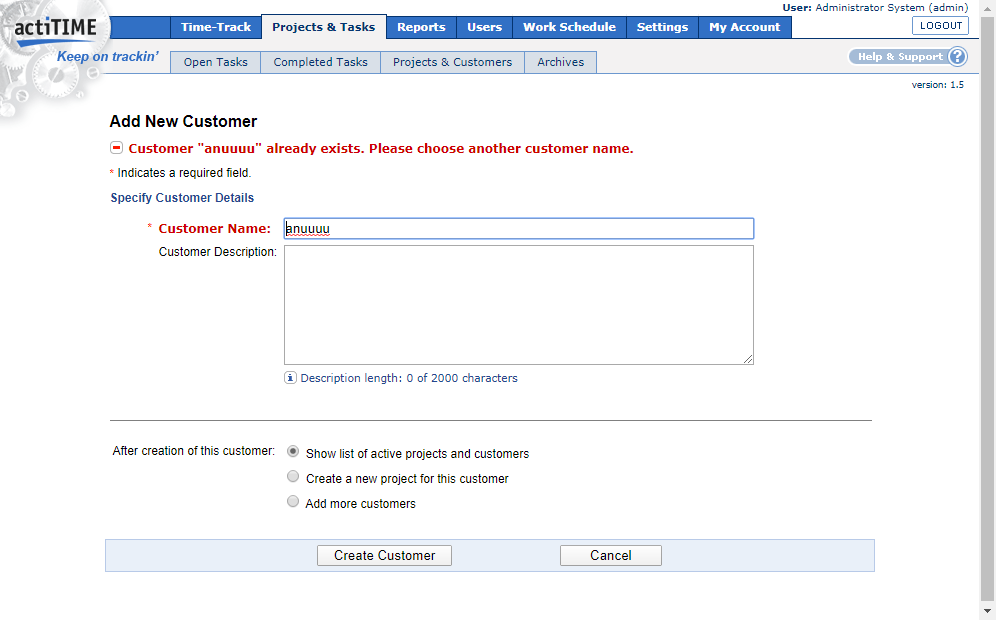 User: Administrator System (admin)
actiTIME
Time-Track Projects & Tasks Reports Users Work Schedule Settings My Account LOGOUT
Keep on trackin'
Open Tasks Completed Tasks Projects & Customers Archives Help & Support ?
version: 1.5
Add New Customer
Customer "anuuuu" already exists. Please choose another customer name.
* Indicates a required field.
Specify Customer Details
* Customer Name: anuuuu
Customer Description:
Description length: 0 of 2000 characters
After creation of this customer: Show list of active projects and customers
Create a new project for this customer
Add more customers
Create Customer Cancel